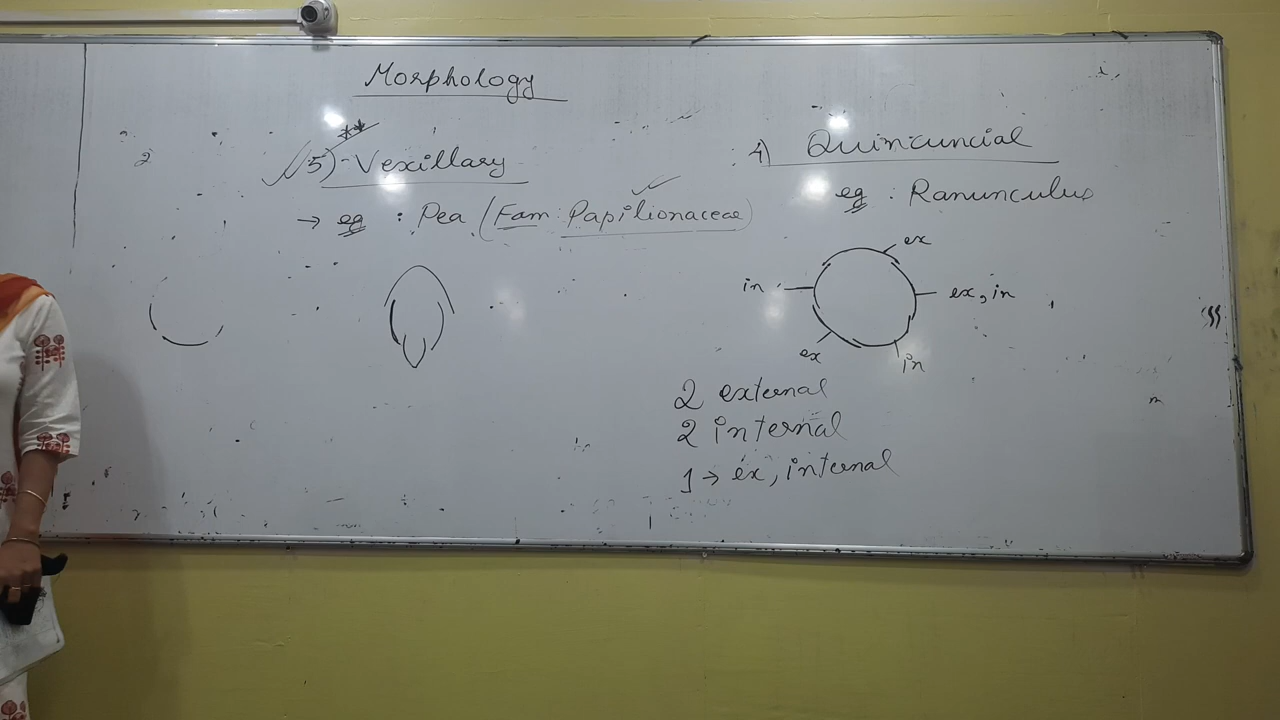 Morphology
2)
5) Vexillary
→ eg : Pea (Fam: Papilionaceae)
4) Quincuncial
eg : Ranunculus
ex
in
ex, in
ex
in
2 external
2 internal
1 → ex, internal